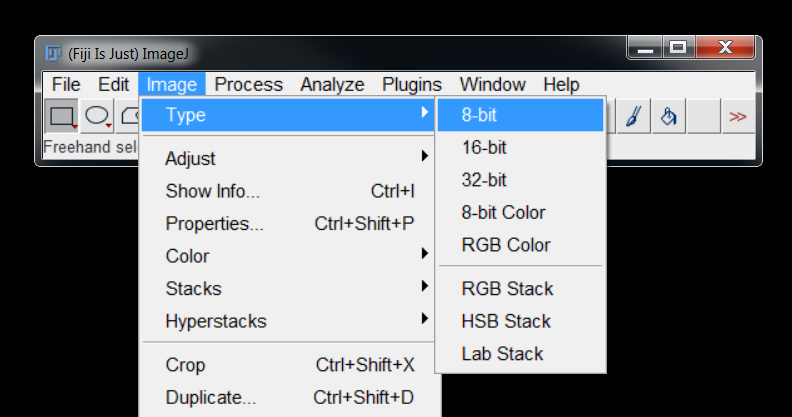 (Fiji Is Just) ImageJ
File Edit Image Process Analyze Plugins Window Help
>>
Freehand sel
Type
Adjust
Show Info... Ctrl+I
Properties... Ctrl+Shift+P
Color
Stacks
Hyperstacks
Crop Ctrl+Shift+X
Duplicate... Ctrl+Shift+D
8-bit
16-bit
32-bit
8-bit Color
RGB Color
RGB Stack
HSB Stack
Lab Stack